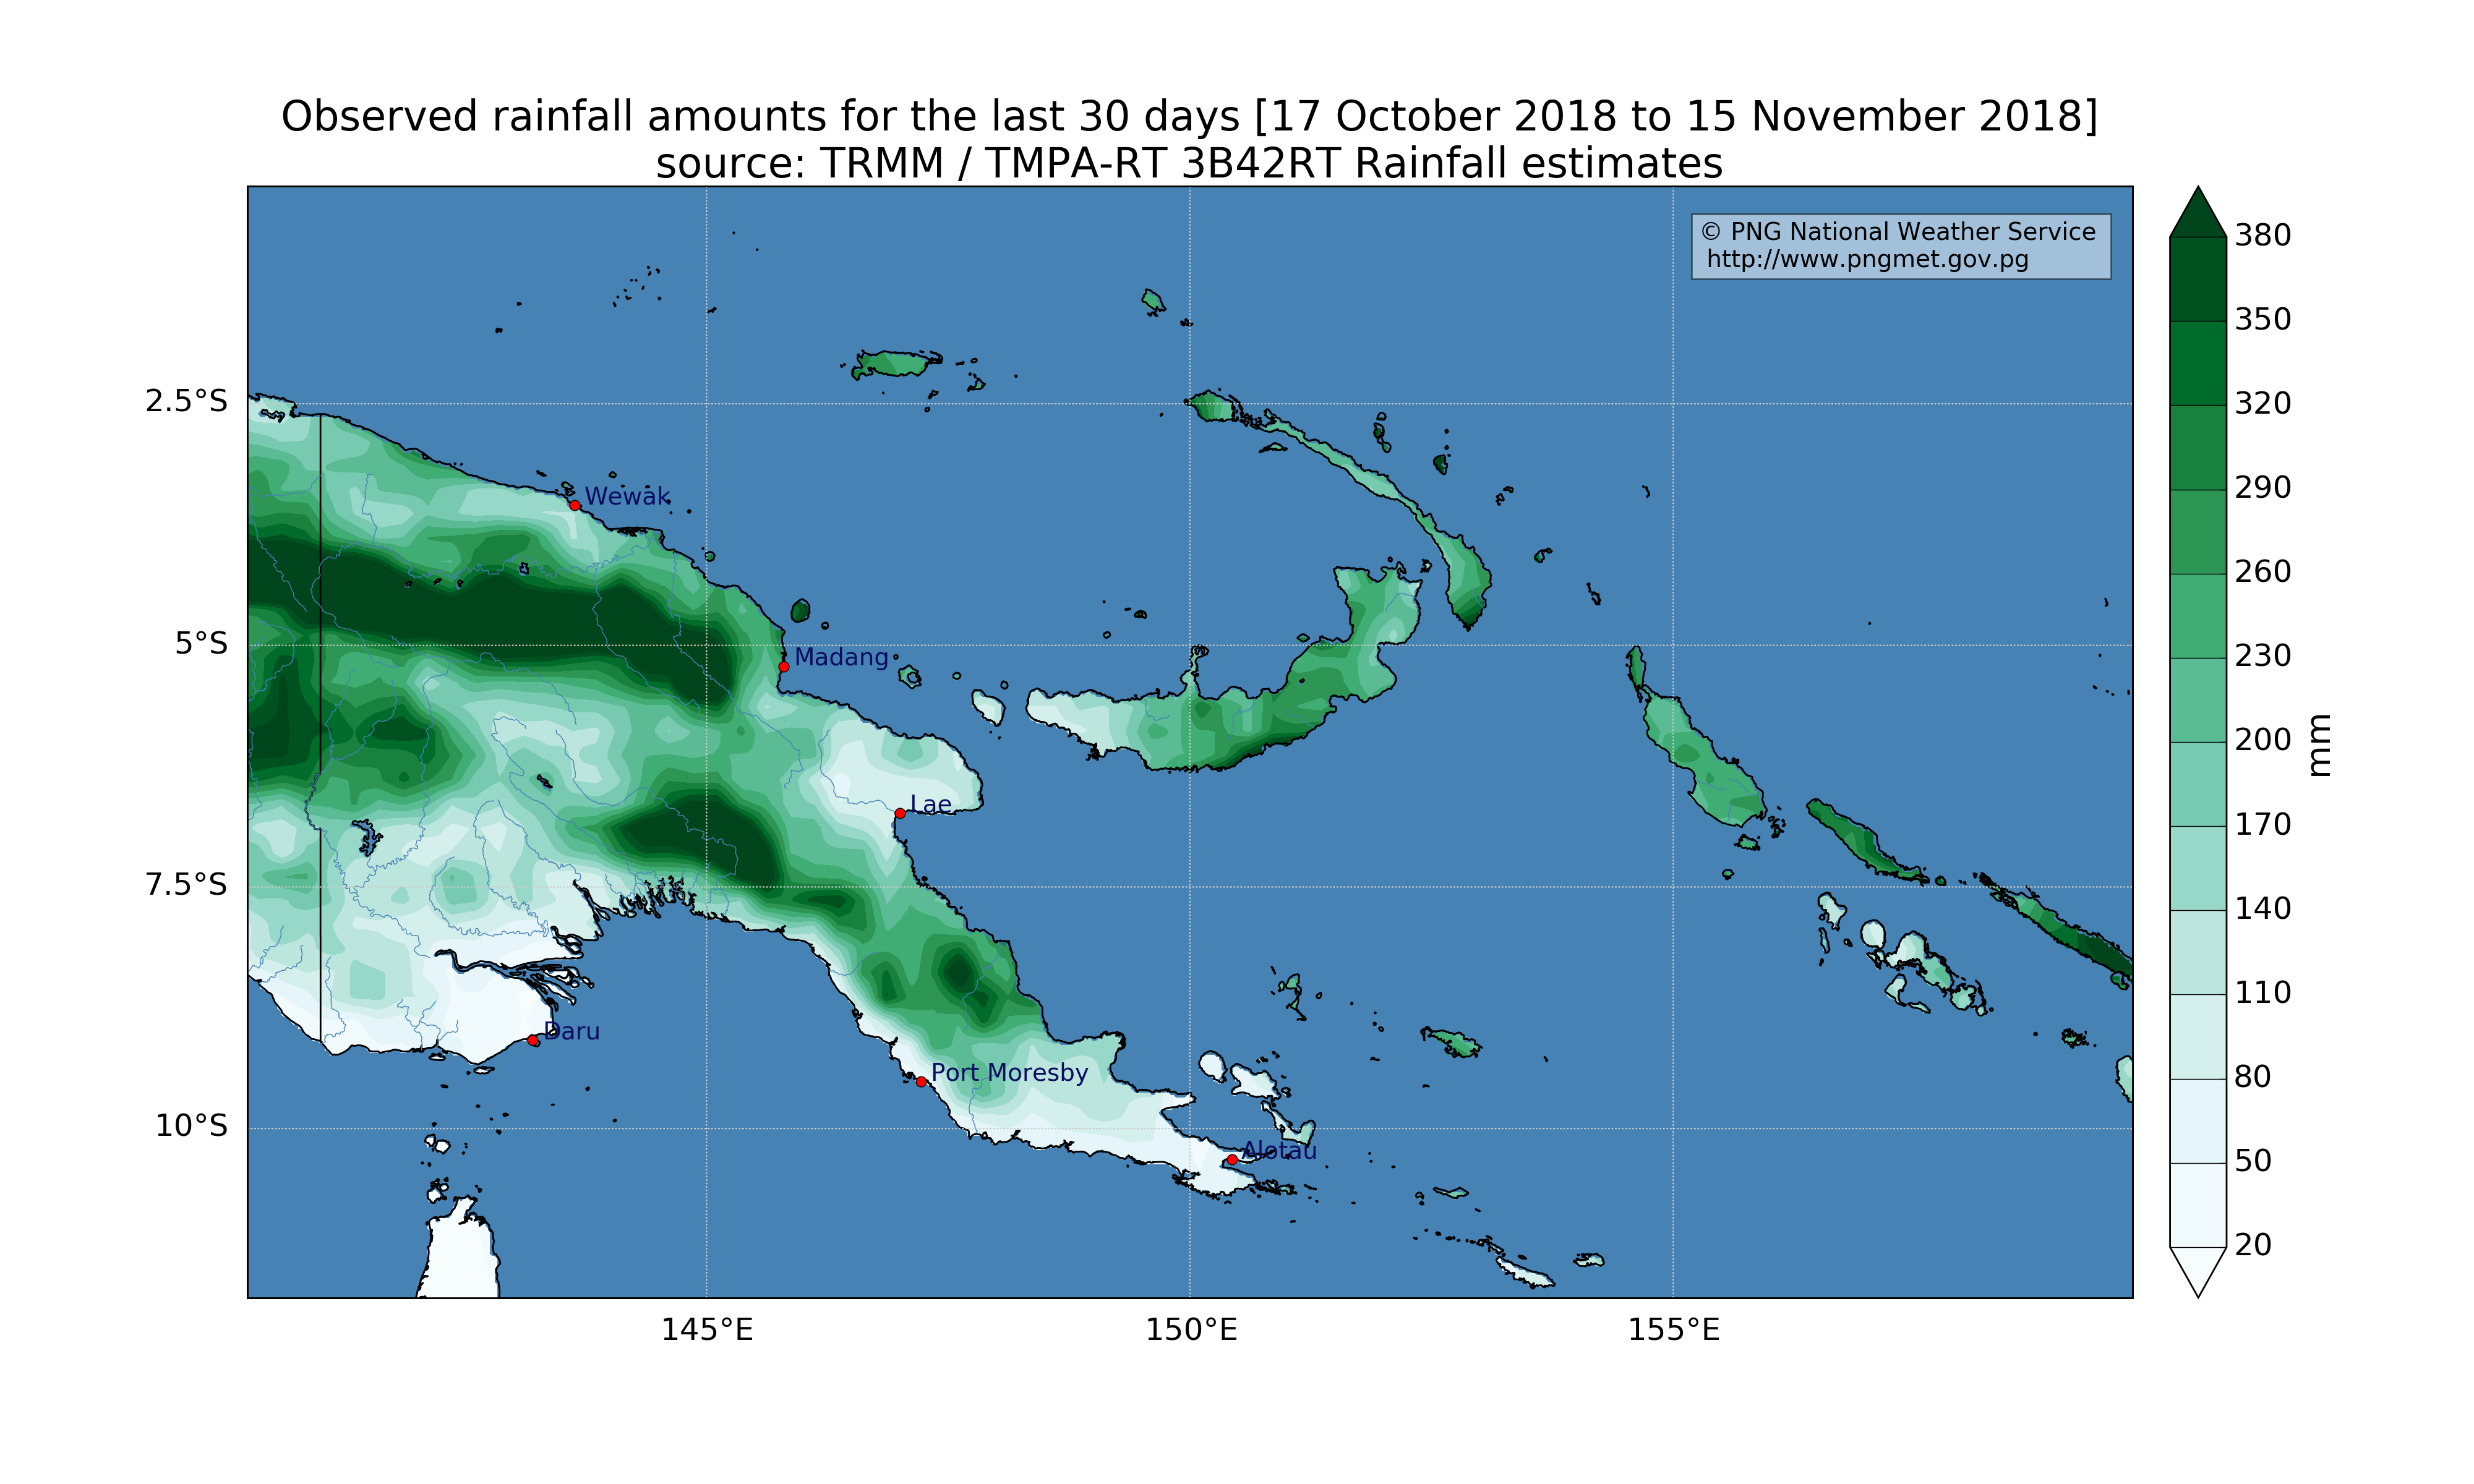 Observed rainfall amounts for the last 30 days [17 October 2018 to 15 November 2018]
source: TRMM / TMPA-RT 3B42RT Rainfall estimates
© PNG National Weather Service
http://www.pngmet.gov.pg
380
350
320
290
260
230
200
170
140
110
80
50
20
mm
2.5°S
5°S
7.5°S
10°S
Wewak
Madang
Lae
Daru
Port Moresby
Alotau
145°E
150°E
155°E